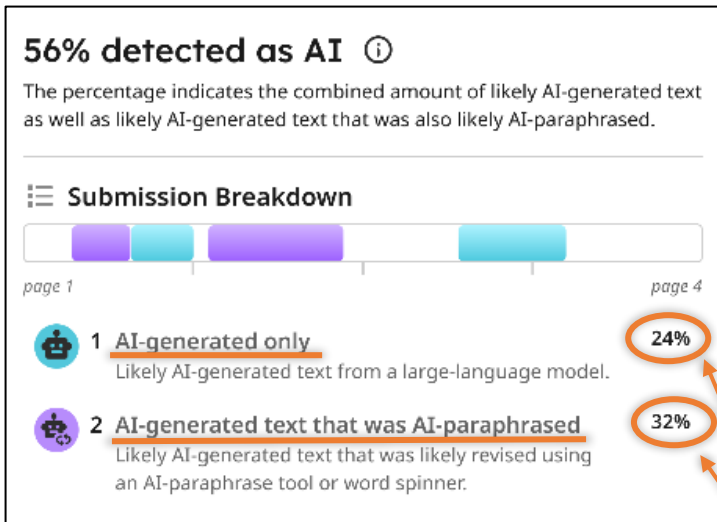 56% detected as AI
The percentage indicates the combined amount of likely AI-generated text
as well as likely AI-generated text that was also likely AI-paraphrased.
Submission Breakdown
page 1 page 4
1 AI-generated only 24%
Likely AI-generated text from a large-language model.
2 AI-generated text that was AI-paraphrased 32%
Likely AI-generated text that was likely revised using
an AI-paraphrase tool or word spinner.